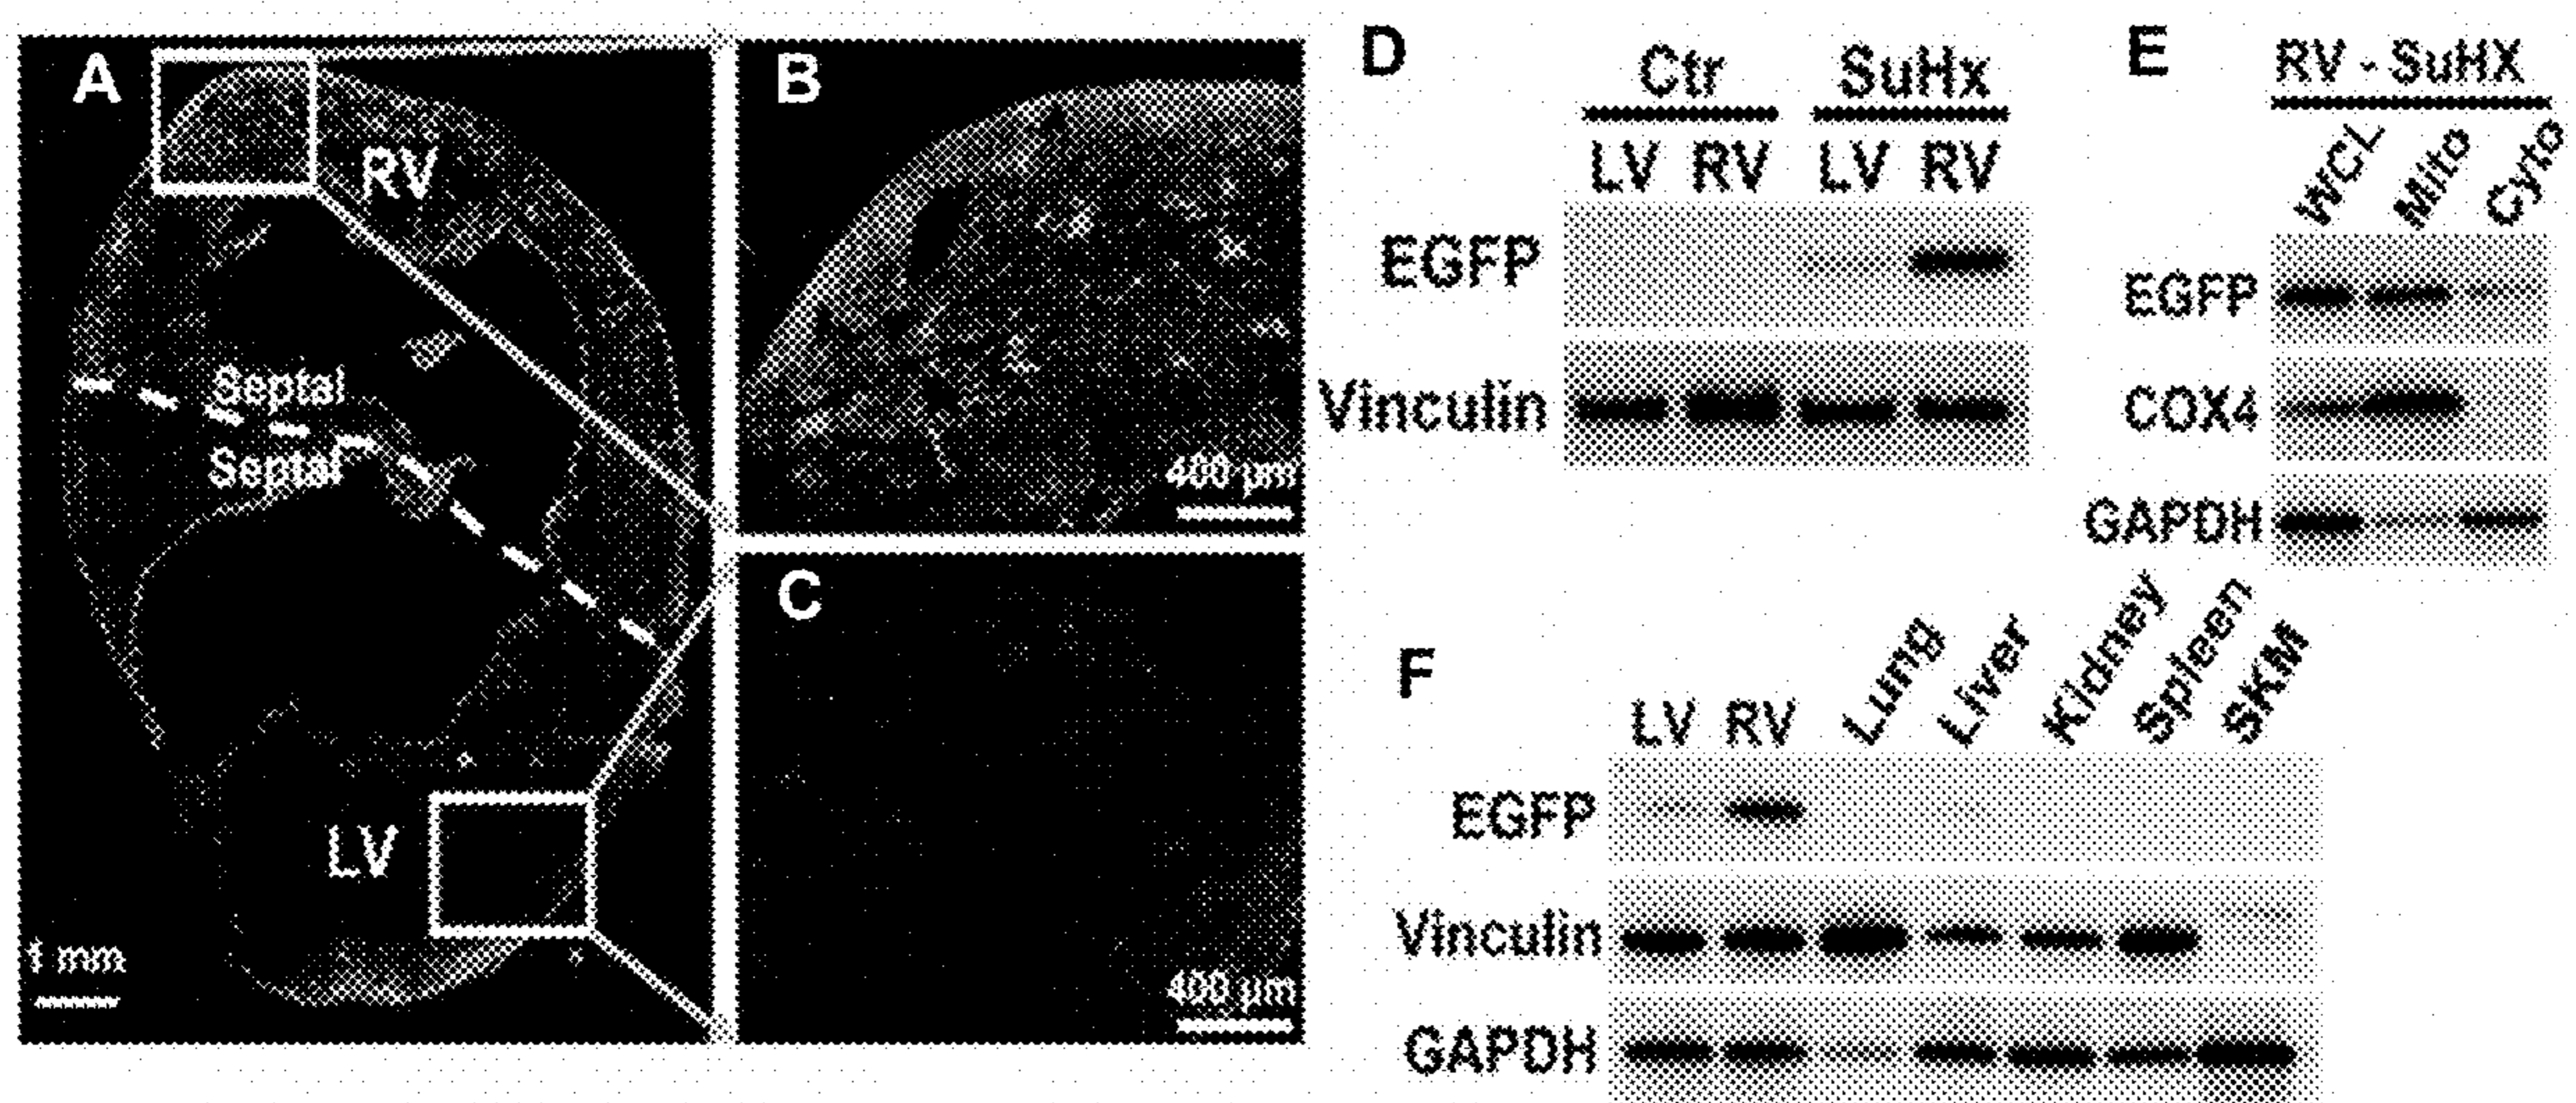 A
RV
Septal
Septal
LV
1 mm
B
400 µm
C
400 µm
D
Ctr SuHx
LV RV LV RV
EGFP
Vinculin
E
RV - SuHX
WCL Mito Cyto
EGFP
COX4
GAPDH
F
LV RV Lung Liver Kidney Spleen SKM
EGFP
Vinculin
GAPDH